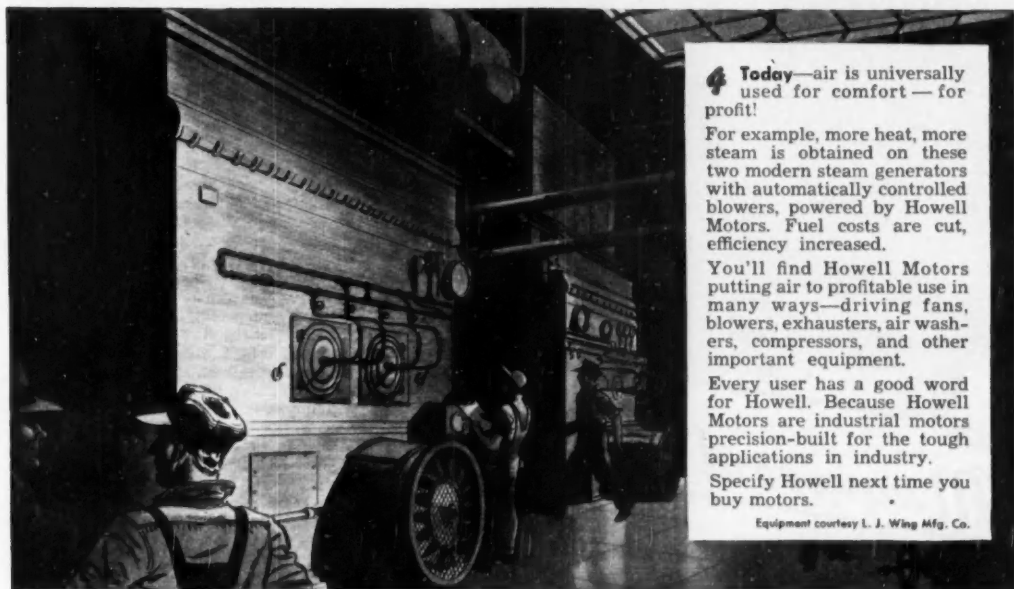 4 Today—air is universally
used for comfort — for
profit!
For example, more heat, more
steam is obtained on these
two modern steam generators
with automatically controlled
blowers, powered by Howell
Motors. Fuel costs are cut,
efficiency increased.
You'll find Howell Motors
putting air to profitable use in
many ways—driving fans,
blowers, exhausters, air wash-
ers, compressors, and other
important equipment.
Every user has a good word
for Howell. Because Howell
Motors are industrial motors
precision-built for the tough
applications in industry.
Specify Howell next time you
buy motors.
Equipment courtesy L. J. Wing Mfg. Co.